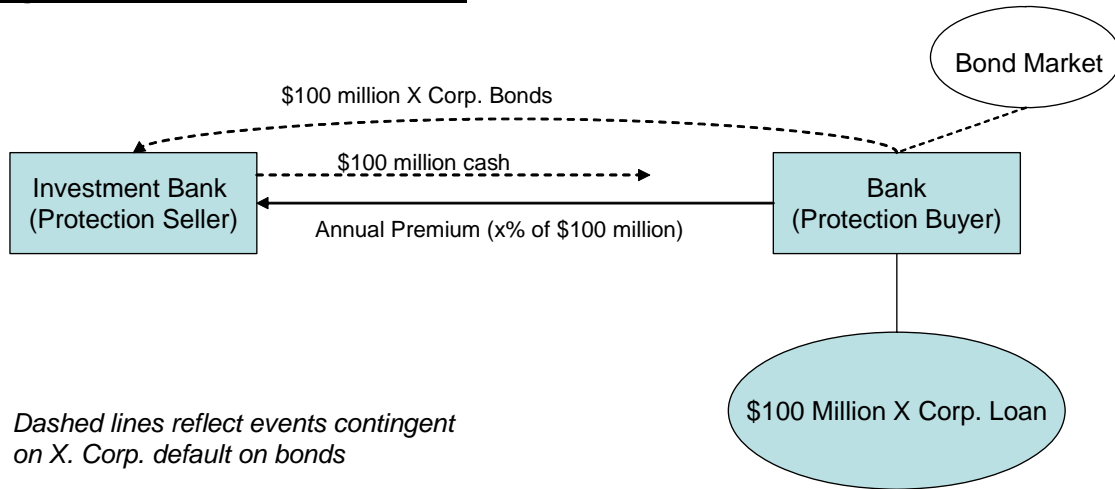 Bond Market
$100 million X Corp. Bonds
$100 million cash
Investment Bank
(Protection Seller)
Bank
(Protection Buyer)
Annual Premium (x% of $100 million)
$100 Million X Corp. Loan
Dashed lines reflect events contingent
on X. Corp. default on bonds